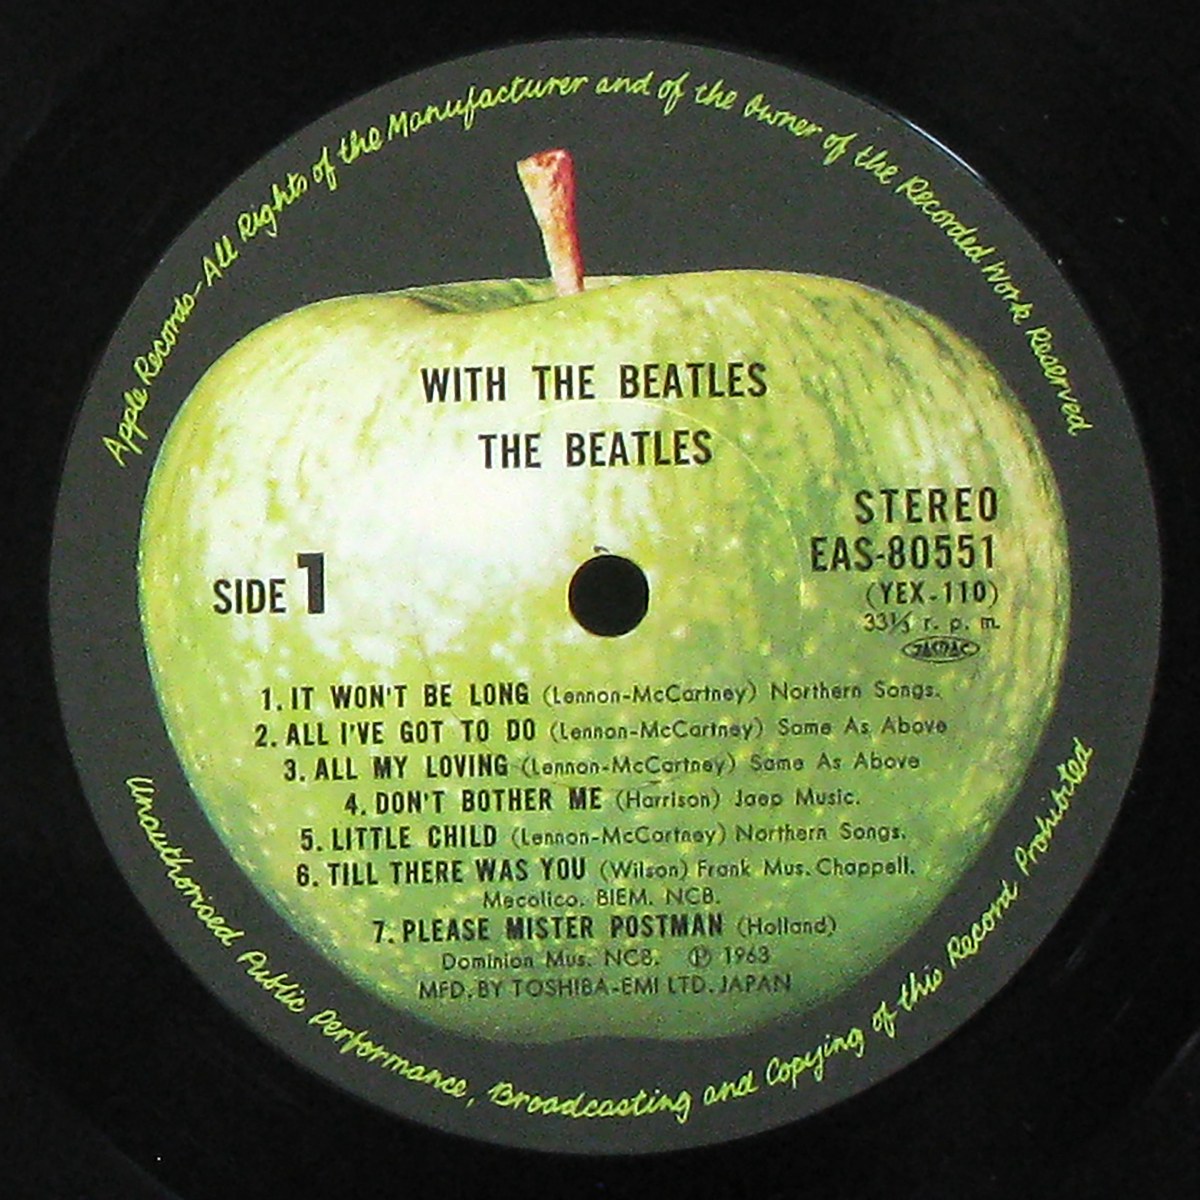 Apple Records-All Rights of the Manufacturer and of the Owner of the Recorded Work Reserved
WITH THE BEATLES
THE BEATLES
STEREO
EAS-80551
SIDE 1
(YEX-110)
33⅓ r. p. m.
JASRAC
1. IT WON'T BE LONG (Lennon-McCartney) Northern Songs.
2. ALL I'VE GOT TO DO (Lennon-McCartney) Same As Above
3. ALL MY LOVING (Lennon-McCartney) Same As Above
4. DON'T BOTHER ME (Harrison) Jaep Music.
5. LITTLE CHILD (Lennon-McCartney) Northern Songs.
6. TILL THERE WAS YOU (Wilson) Frank Mus. Chappell.
Mecolico. BIEM. NCB.
7. PLEASE MISTER POSTMAN (Holland)
Dominion Mus. NCB. ℗ 1963
MFD. BY TOSHIBA-EMI LTD. JAPAN
Unauthorised Public Performance, Broadcasting and Copying of this Record Prohibited